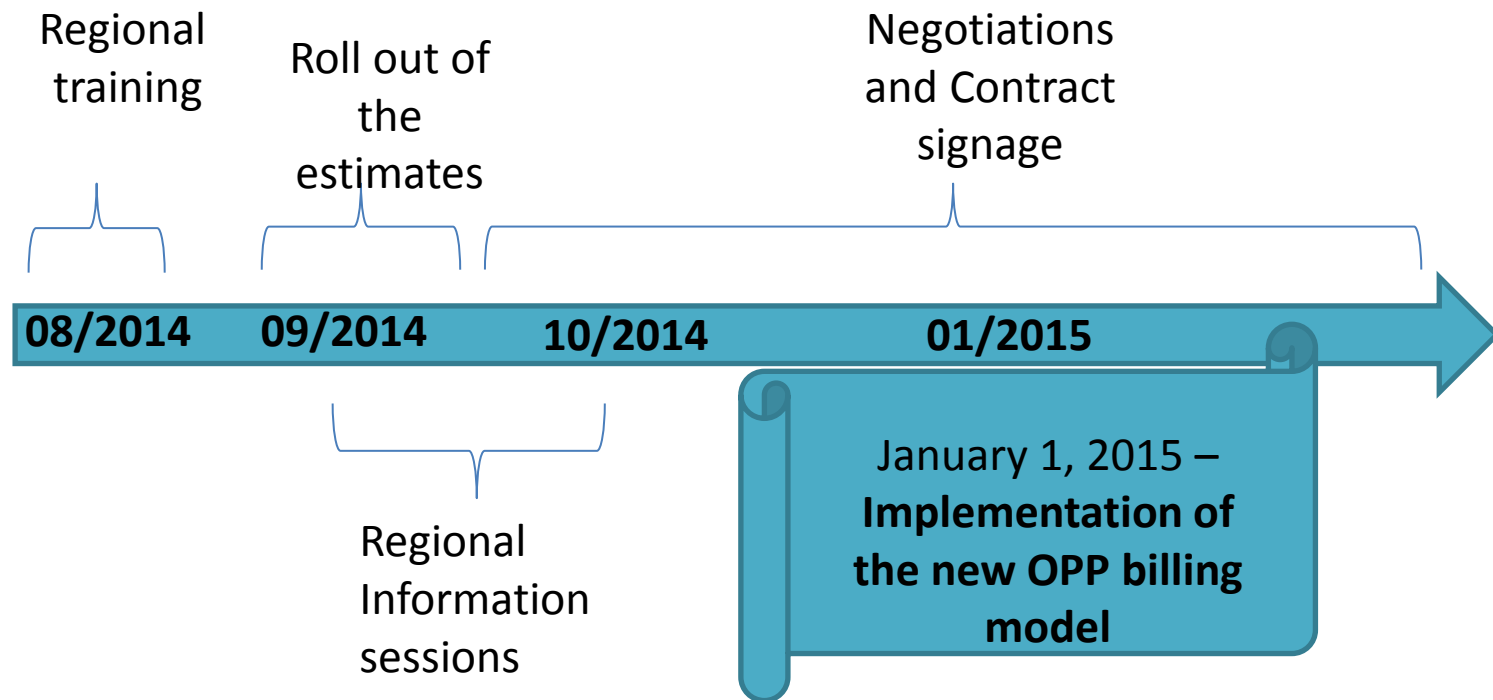 Regional
training
Roll out of
the
estimates
Negotiations
and Contract
signage
08/2014
09/2014
10/2014
01/2015
Regional
Information
sessions
January 1, 2015 –
Implementation of
the new OPP billing
model